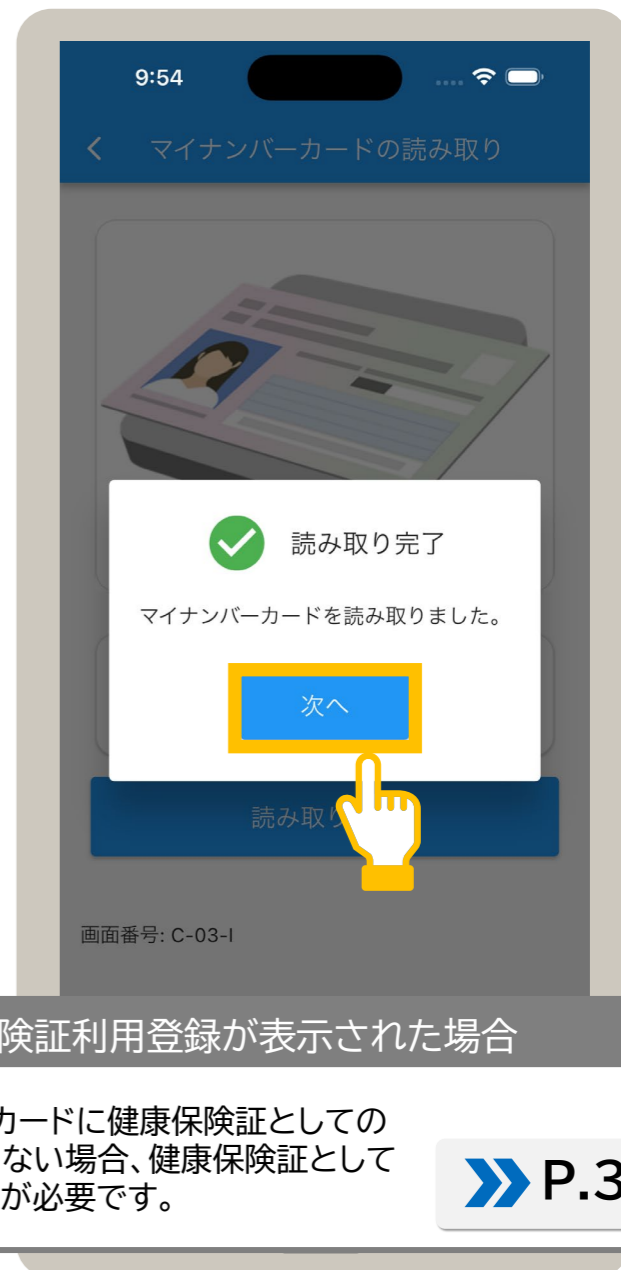 9:54
マイナンバーカードの読み取り
読み取り完了
マイナンバーカードを読み取りました。
次へ
読み取り
画面番号: C-03-I
険証利用登録が表示された場合
カードに健康保険証としての
ない場合、健康保険証として
が必要です。
P.3